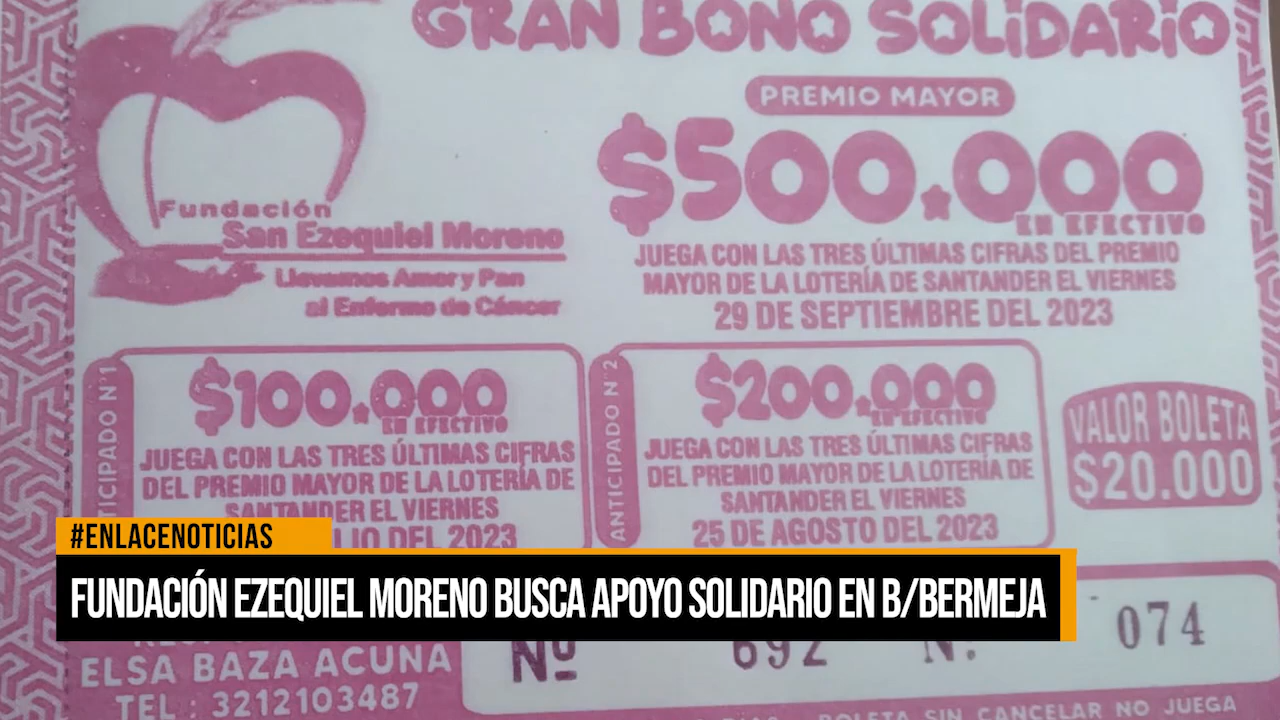 GRAN BONO SOLIDARIO
PREMIO MAYOR
$500.000
EN EFECTIVO
JUEGA CON LAS TRES ÚLTIMAS CIFRAS DEL PREMIO
MAYOR DE LA LOTERÍA DE SANTANDER EL VIERNES
29 DE SEPTIEMBRE DEL 2023
Fundación
San Ezequiel Moreno
Llevamos Amor y Pan
al Enfermo de Cáncer
$100.000
EN EFECTIVO
JUEGA CON LAS TRES ÚLTIMAS CIFRAS
DEL PREMIO MAYOR DE LA LOTERÍA DE
SANTANDER EL VIERNES
DEL 2023
ANTICIPADO N°2
$200.000
EN EFECTIVO
JUEGA CON LAS TRES ÚLTIMAS CIFRAS
DEL PREMIO MAYOR DE LA LOTERÍA DE
SANTANDER EL VIERNES
25 DE AGOSTO DEL 2023
VALOR BOLETA
$20.000
#ENLACENOTICIAS
FUNDACIÓN EZEQUIEL MORENO BUSCA APOYO SOLIDARIO EN B/BERMEJA
ELSA BAZA ACUNA
TEL : 3212103487
Nº 692 N. 074
BOLETA SIN CANCELAR NO JUEGA